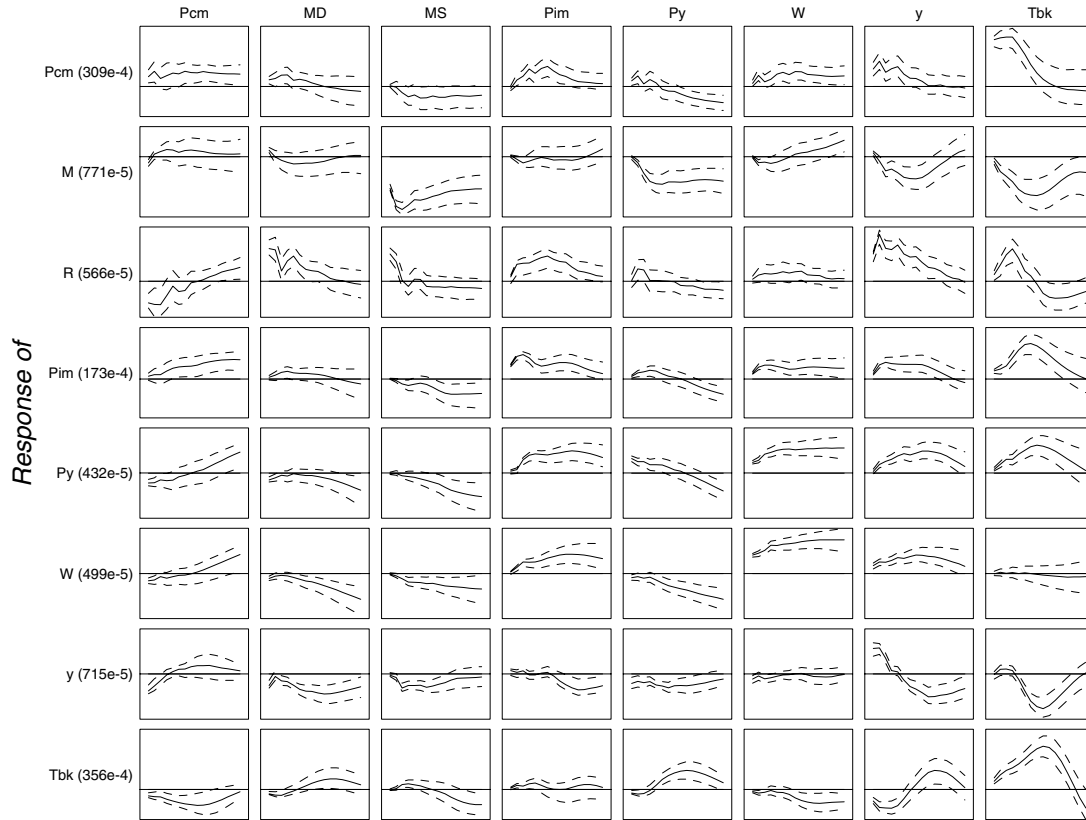 Pcm MD MS Pim Py W y Tbk
Pcm (309e-4)
M (771e-5)
R (566e-5)
Pim (173e-4)
Py (432e-5)
W (499e-5)
y (715e-5)
Tbk (356e-4)
Response of